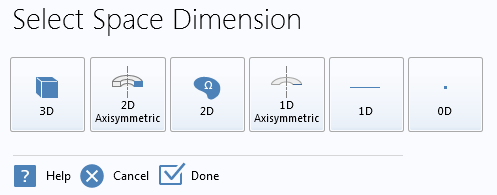 Select Space Dimension
3D
2D
Axisymmetric
Ω
2D
1D
Axisymmetric
1D
0D
? Help Cancel Done